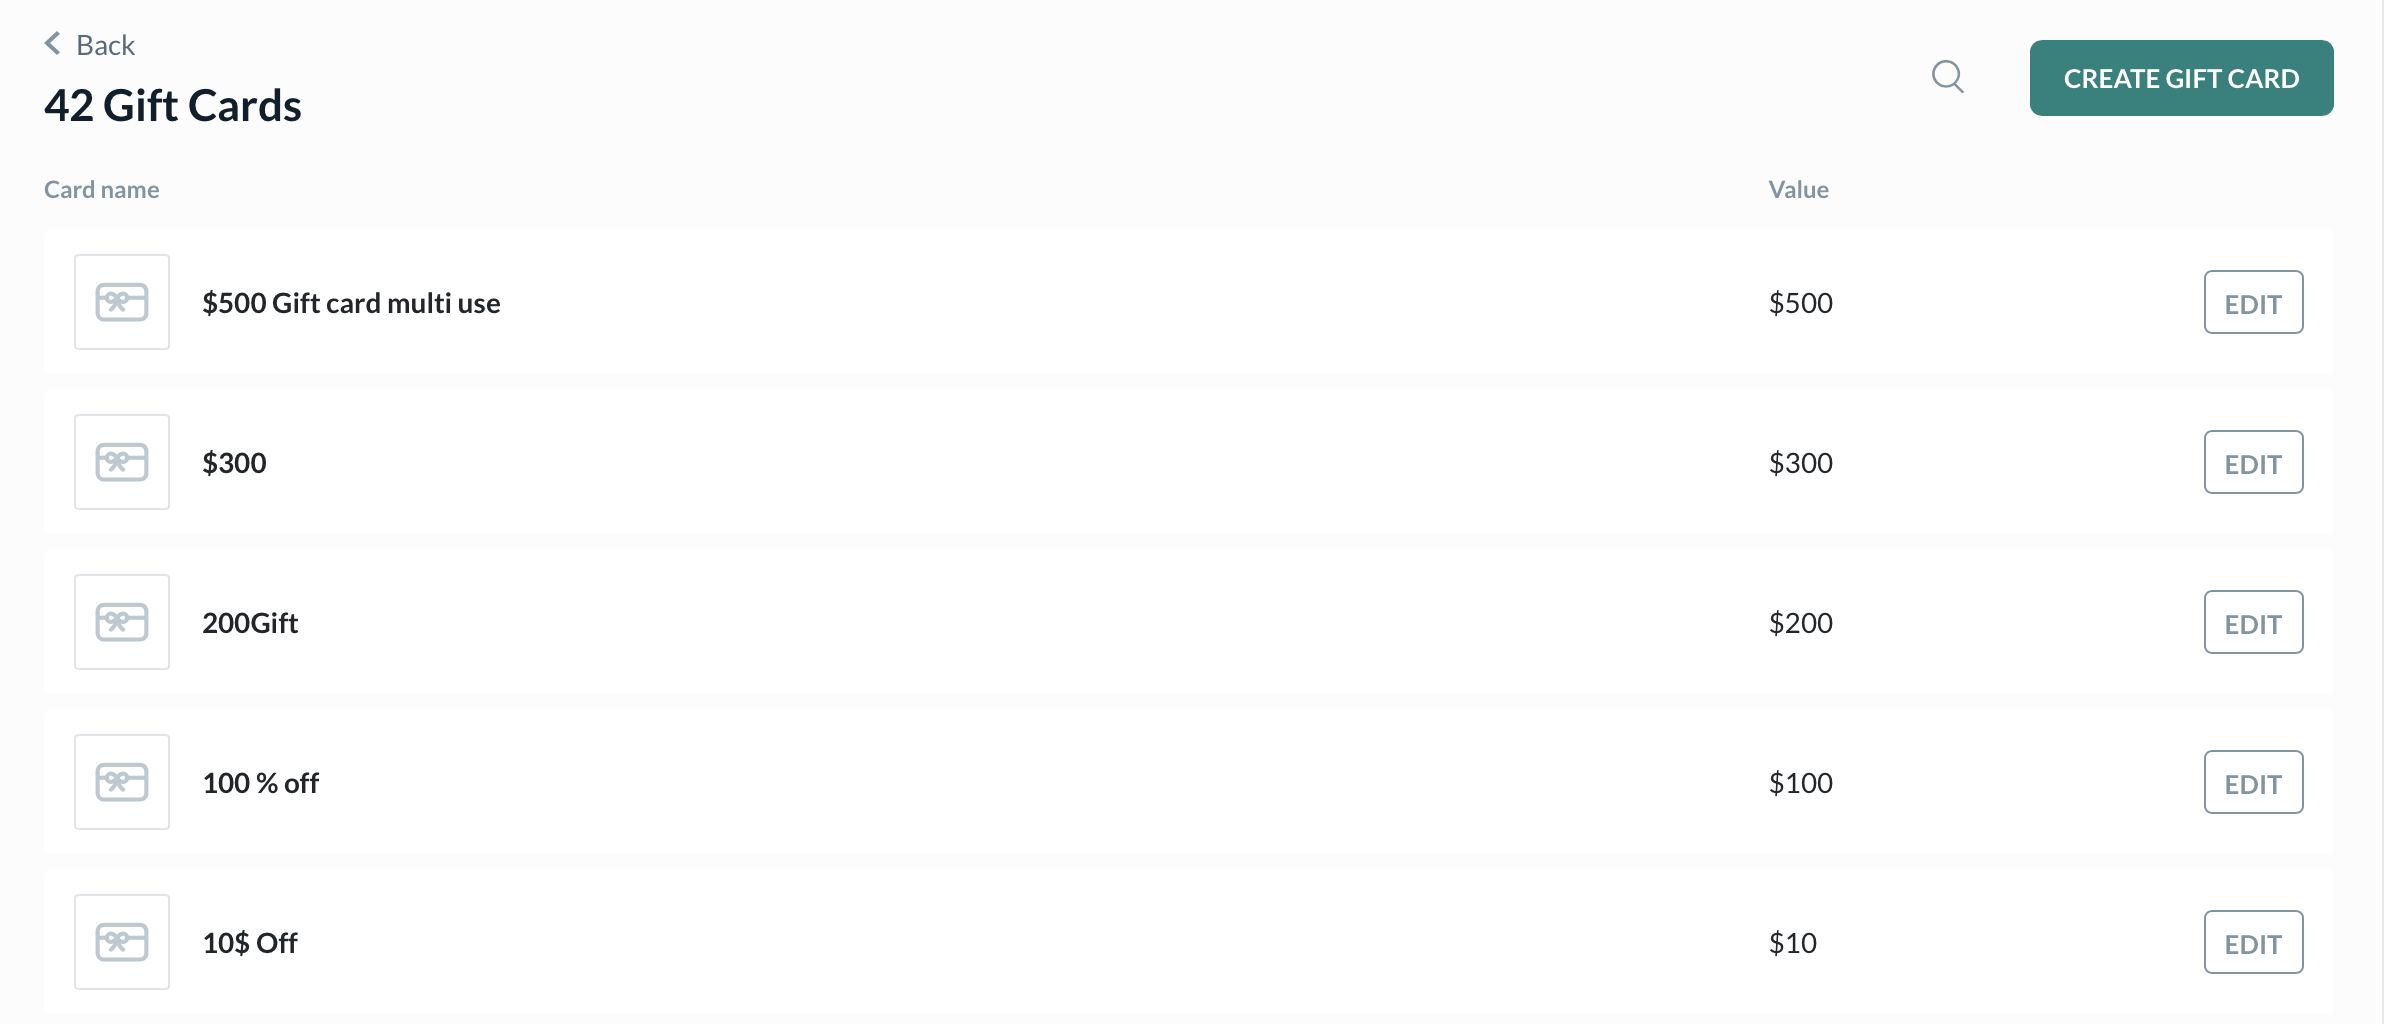 Back
42 Gift Cards
CREATE GIFT CARD
Card name Value
$500 Gift card multi use $500 EDIT
$300 $300 EDIT
200Gift $200 EDIT
100 % off $100 EDIT
10$ Off $10 EDIT